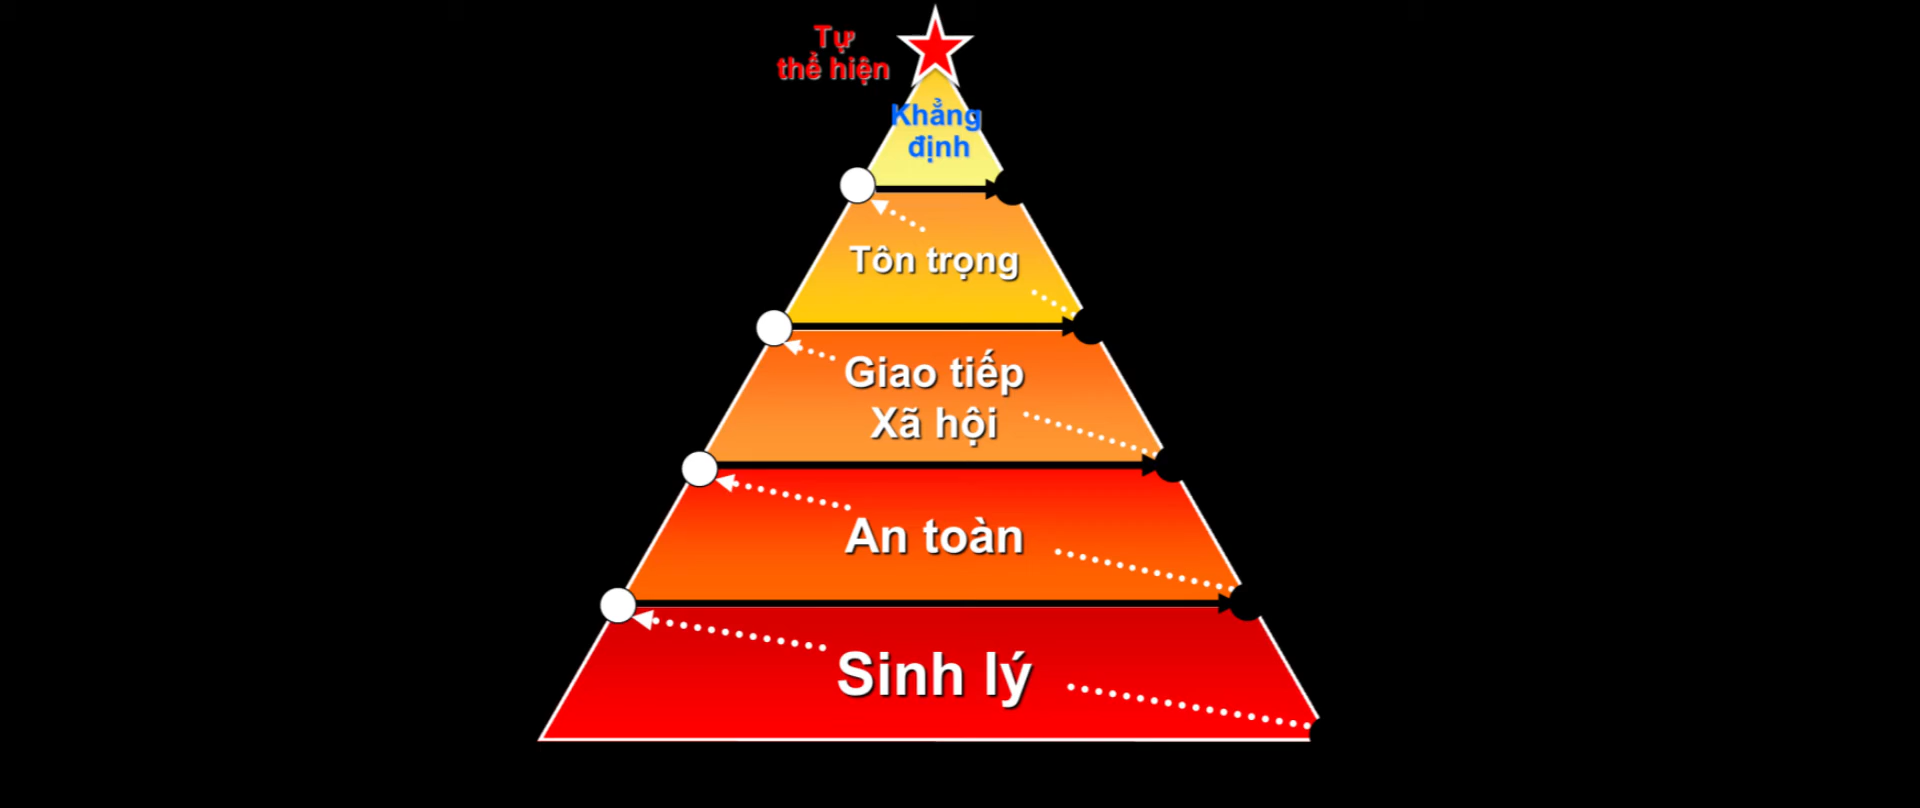 Tự
thể hiện
Khẳng
định
Tôn trọng
Giao tiếp
Xã hội
An toàn
Sinh lý